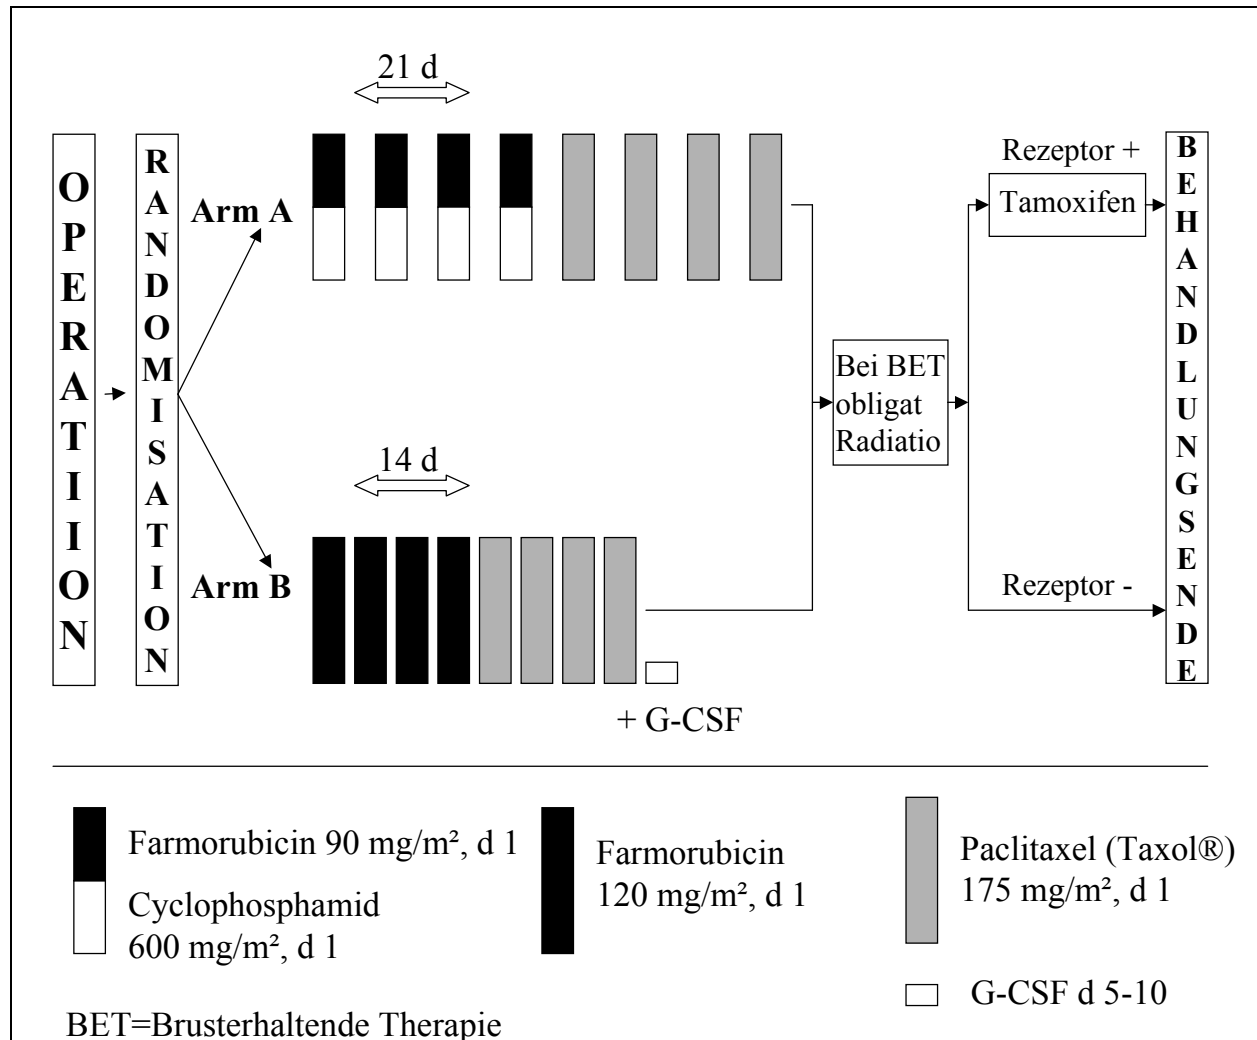 OPERATIION
RANDOMISATION
21 d
Arm A
14 d
Arm B
+ G-CSF
Bei BET
obligat
Radiatio
Rezeptor +
Tamoxifen
Rezeptor -
BEHANDLUNGSENDE
Farmorubicin 90 mg/m², d 1
Cyclophosphamid
600 mg/m², d 1
Farmorubicin
120 mg/m², d 1
Paclitaxel (Taxol®)
175 mg/m², d 1
G-CSF d 5-10
BET=Brusterhaltende Therapie